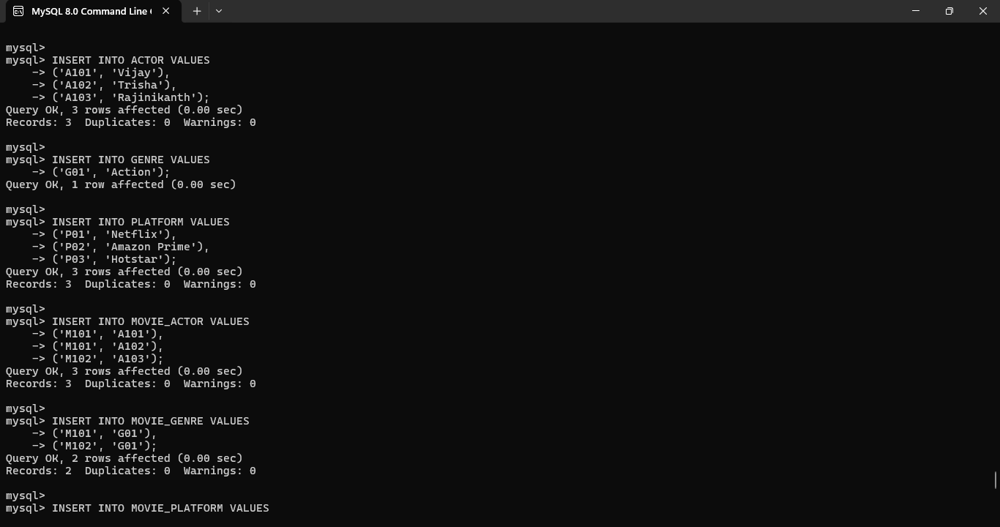 MySQL 8.0 Command Line
mysql>
mysql> INSERT INTO ACTOR VALUES
    -> ('A101', 'Vijay'),
    -> ('A102', 'Trisha'),
    -> ('A103', 'Rajinikanth');
Query OK, 3 rows affected (0.00 sec)
Records: 3  Duplicates: 0  Warnings: 0
mysql>
mysql> INSERT INTO GENRE VALUES
    -> ('G01', 'Action');
Query OK, 1 row affected (0.00 sec)
mysql>
mysql> INSERT INTO PLATFORM VALUES
    -> ('P01', 'Netflix'),
    -> ('P02', 'Amazon Prime'),
    -> ('P03', 'Hotstar');
Query OK, 3 rows affected (0.00 sec)
Records: 3  Duplicates: 0  Warnings: 0
mysql>
mysql> INSERT INTO MOVIE_ACTOR VALUES
    -> ('M101', 'A101'),
    -> ('M101', 'A102'),
    -> ('M102', 'A103');
Query OK, 3 rows affected (0.00 sec)
Records: 3  Duplicates: 0  Warnings: 0
mysql>
mysql> INSERT INTO MOVIE_GENRE VALUES
    -> ('M101', 'G01'),
    -> ('M102', 'G01');
Query OK, 2 rows affected (0.00 sec)
Records: 2  Duplicates: 0  Warnings: 0
mysql>
mysql> INSERT INTO MOVIE_PLATFORM VALUES